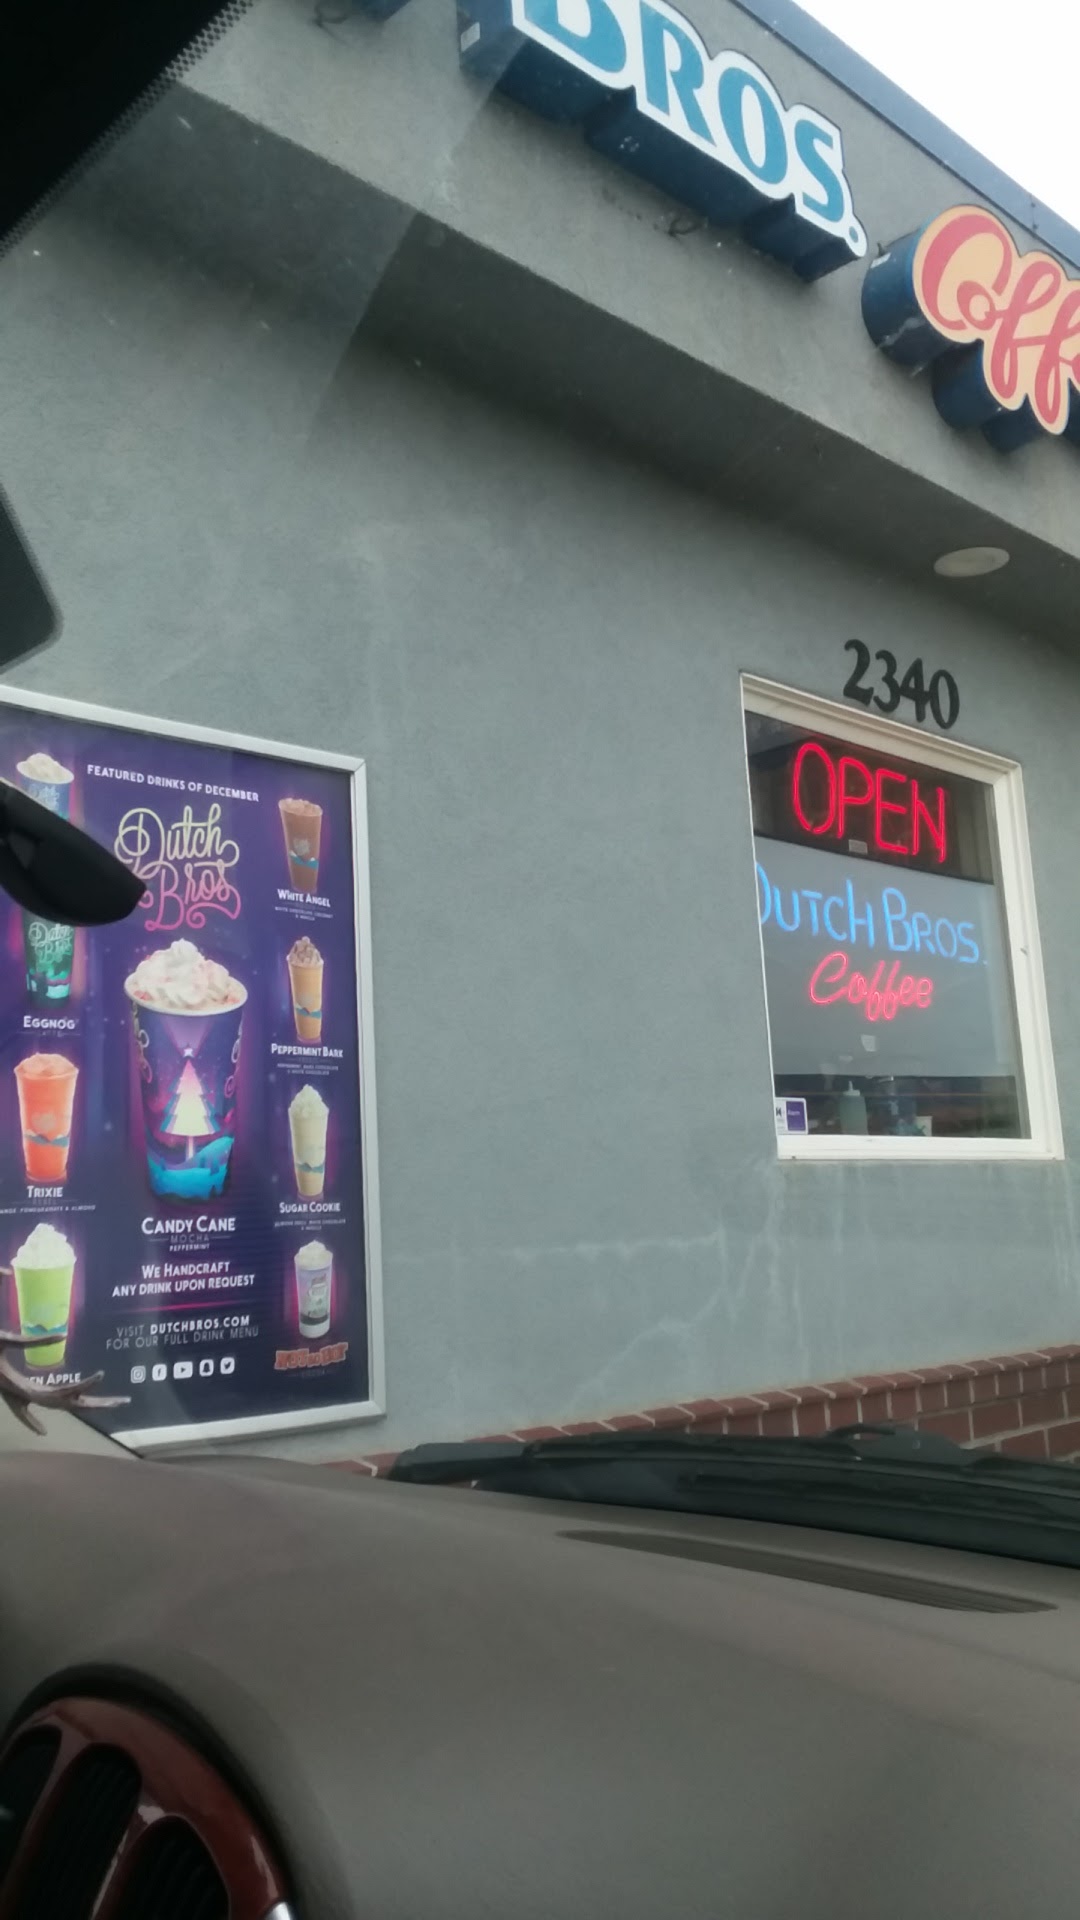 BROS.
Coff
2340
OPEN
DUTCH BROS.
Coffee
FEATURED DRINKS OF DECEMBER
Dutch
Bros
WHITE ANGEL
PEPPERMINT BARK
EGGNOG
TRIXIE
SUGAR COOKIE
CANDY CANE
MOCHA
PEPPERMINT
WE HANDCRAFT
ANY DRINK UPON REQUEST
VISIT DUTCHBROS.COM
FOR OUR FULL DRINK MENU
APPLE